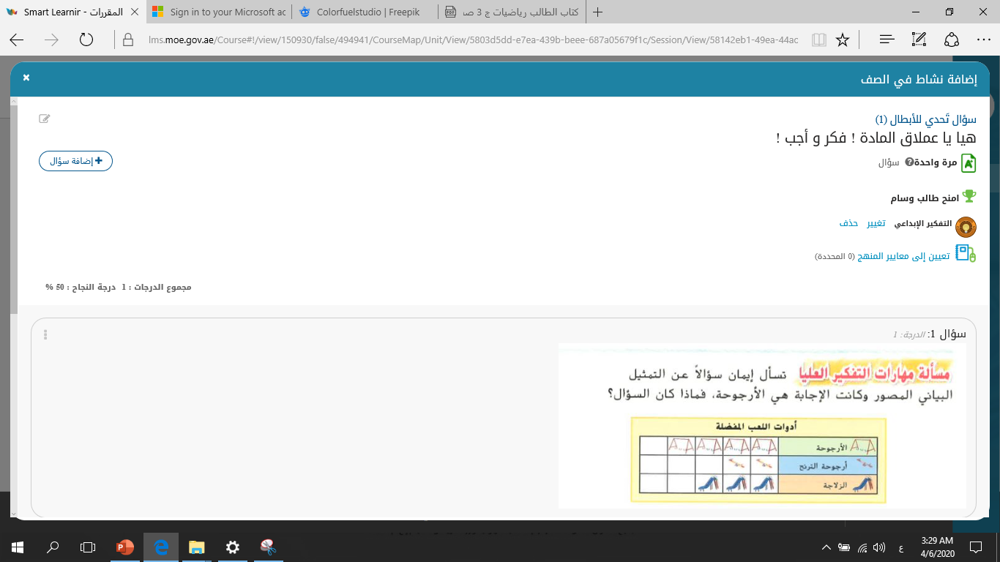 المقررات - Smart Learnin
Sign in to your Microsoft ac
Colorfuelstudio | Freepik
كتاب الطالب رياضيات ج 3 صـ
lms.moe.gov.ae/Course#!/view/150930/false/494941/CourseMap/Unit/View/5803d5dd-e7ea-439b-beee-687a05679f1c/Session/View/58142eb1-49ea-44ac
إضافة نشاط في الصف
سؤال تَحدي للأبطال (1)
هيا يا عملاق المادة ! فكر و أجب !
إضافة سؤال
مرة واحدة سؤال
امنح طالب وسام
التفكير الإبداعي تغيير حذف
تعيين إلى معايير المنهج (0 المحددة)
مجموع الدرجات : 1 درجة النجاح : 50 %
سؤال 1: الدرجة: 1
مسألة مهارات التفكير العليا تسأل إيمان سؤالاً عن التمثيل
البياني المصور وكانت الإجابة هي الأرجوحة، فماذا كان السؤال؟
أدوات اللعب المفضلة
الأرجوحة
أرجوحة الترنح
الزلاجة
ع
3:29 AM
4/6/2020